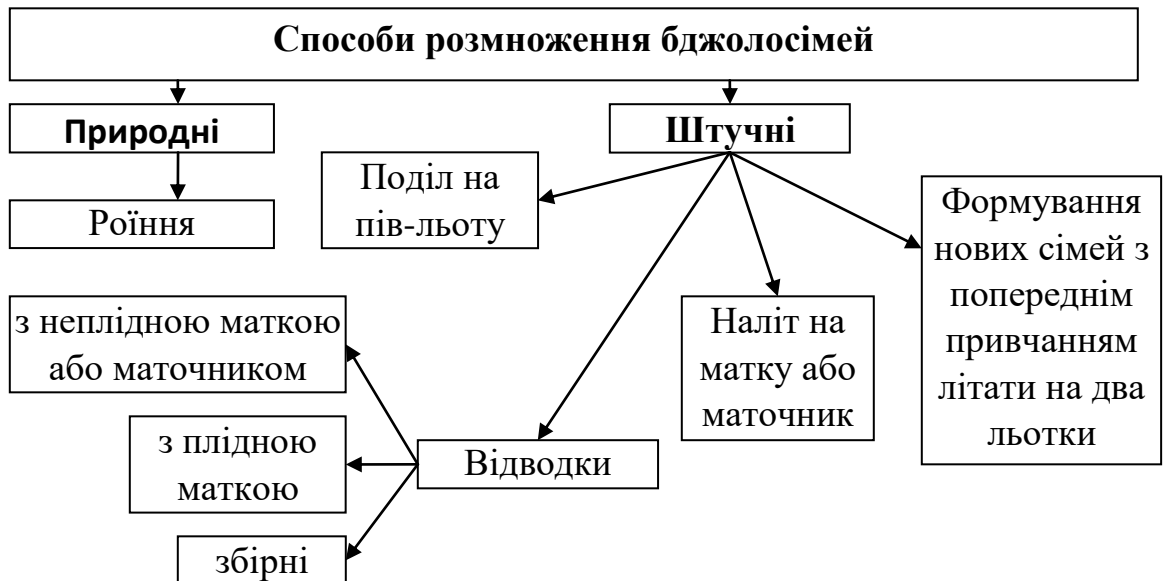 Способи розмноження бджолосімей
Природні
Штучні
Роїння
Поділ на
пів-льоту
Формування
нових сімей з
попереднім
привчанням
літати на два
льотки
Наліт на
матку або
маточник
з неплідною маткою
або маточником
з плідною
маткою
Відводки
збірні